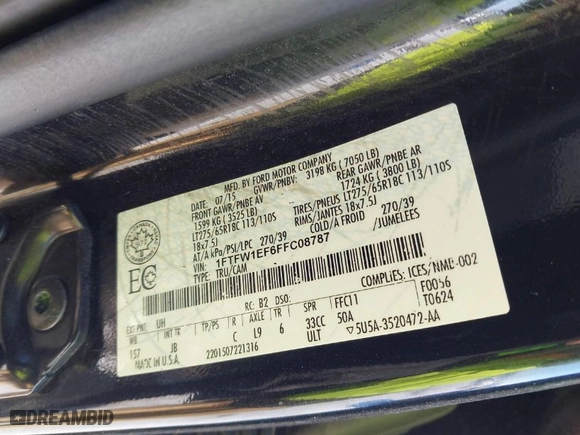 MFD. BY FORD MOTOR COMPANY
DATE: 07/15 GVWR/PNBV: 3198 KG ( 7050 LB)
FRONT GAWR/PNBE AV REAR GAWR/PNBE AR
1599 KG ( 3525 LB) 1724 KG ( 3800 LB)
LT275/65R18C 113/110S TIRES/PNEUS LT275/65R18C 113/110S
18x7.5J RIMS/JANTES 18x7.5J
AT/A kPa/PSI/LPC 270/39 COLD/A FROID 270/39
VIN: 1FTFW1EF6FFC08787 /JUMELEES
TYPE: TRU/CAM
EC
COMPLIES: ICES/NMB-002
UH RC: B2 DSO: FFC11 F0056
WB INT TR TP/PS R AXLE TR SPR 50A T0624
157 JB C L9 6 33CC ▽5U5A-3520472-AA
MADE IN U.S.A. 2201507221316 ULT
DREAMBID